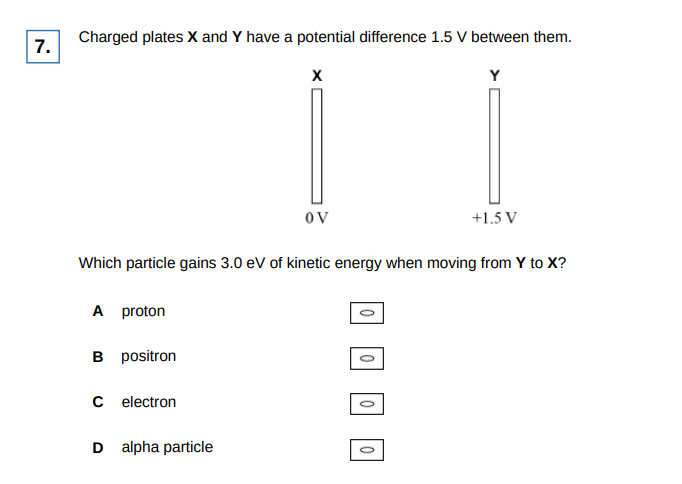 7.
Charged plates X and Y have a potential difference 1.5 V between them.
X Y
0 V +1.5 V
Which particle gains 3.0 eV of kinetic energy when moving from Y to X?
A proton
B positron
C electron
D alpha particle